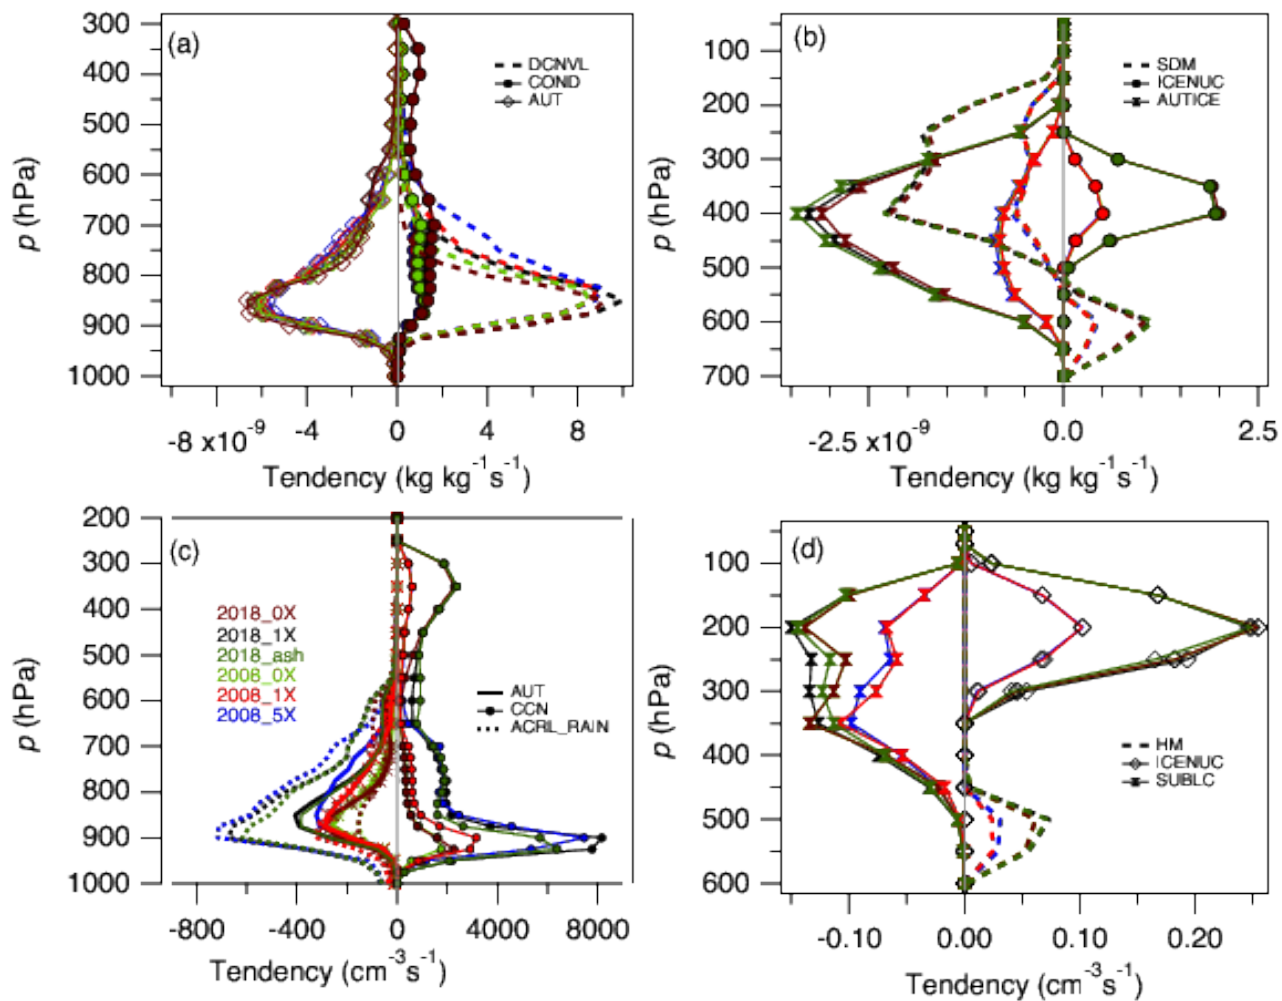 (a)
300
400
500
600
700
800
900
1000
p (hPa)
DCNVL
COND
AUT
-8 x10⁻⁹ -4 0 4 8
Tendency (kg kg⁻¹s⁻¹)
(b)
100
200
300
400
500
600
700
p (hPa)
SDM
ICENUC
AUTICE
-2.5 x10⁻⁹ 0.0 2.5
Tendency (kg kg⁻¹s⁻¹)
(c)
200
300
400
500
600
700
800
900
1000
p (hPa)
2018_0X
2018_1X
2018_ash
2008_0X
2008_1X
2008_5X
AUT
CCN
ACRL_RAIN
-800 -400 0 4000 8000
Tendency (cm⁻³s⁻¹)
(d)
100
200
300
400
500
600
p (hPa)
HM
ICENUC
SUBLC
-0.10 0.00 0.10 0.20
Tendency (cm⁻³s⁻¹)